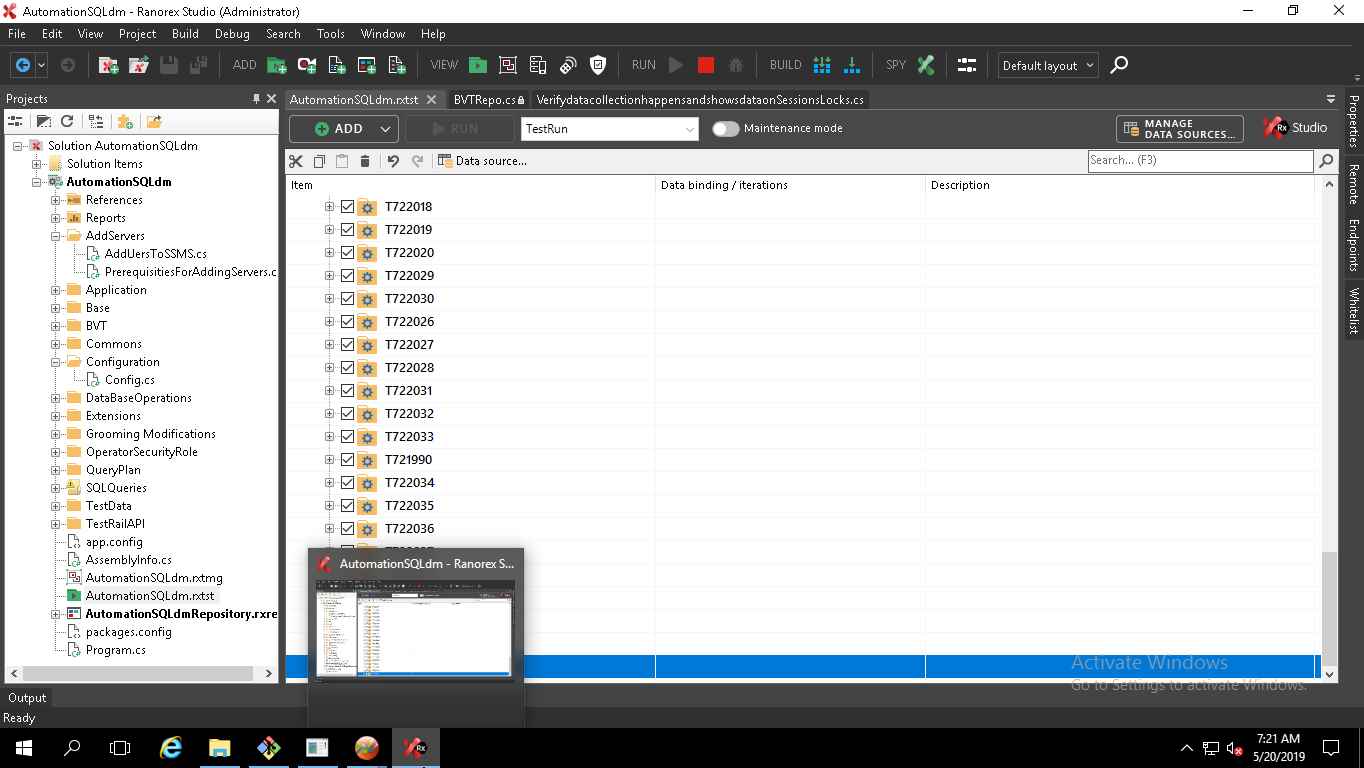 AutomationSQLdm - Ranorex Studio (Administrator)
File Edit View Project Build Debug Search Tools Window Help
ADD VIEW RUN BUILD SPY Default layout
Projects
AutomationSQLdm.rxtst BVTRepo.cs VerifydatacollectionhappensandshowsdataonSessionsLocks.cs
ADD RUN TestRun Maintenance mode MANAGE DATA SOURCES... Rx Studio
Data source... Search... (F3)
Item Data binding / iterations Description
Solution AutomationSQLdm
Solution Items
AutomationSQLdm
References
Reports
AddServers
AddUersToSSMS.cs
PrerequisitiesForAddingServers.c
Application
Base
BVT
Commons
Configuration
Config.cs
DataBaseOperations
Extensions
Grooming Modifications
OperatorSecurityRole
QueryPlan
SQLQueries
TestData
TestRailAPI
app.config
AssemblyInfo.cs
AutomationSQLdm.rxtmg
AutomationSQLdm.rxtst
AutomationSQLdmRepository.rxre
packages.config
Program.cs
T722018
T722019
T722020
T722029
T722030
T722026
T722027
T722028
T722031
T722032
T722033
T721990
T722034
T722035
T722036
AutomationSQLdm - Ranorex S...
Properties
Remote Endpoints
Whitelist
Activate Windows
Go to Settings to activate Windows.
Output
Ready
Rx
7:21 AM
5/20/2019